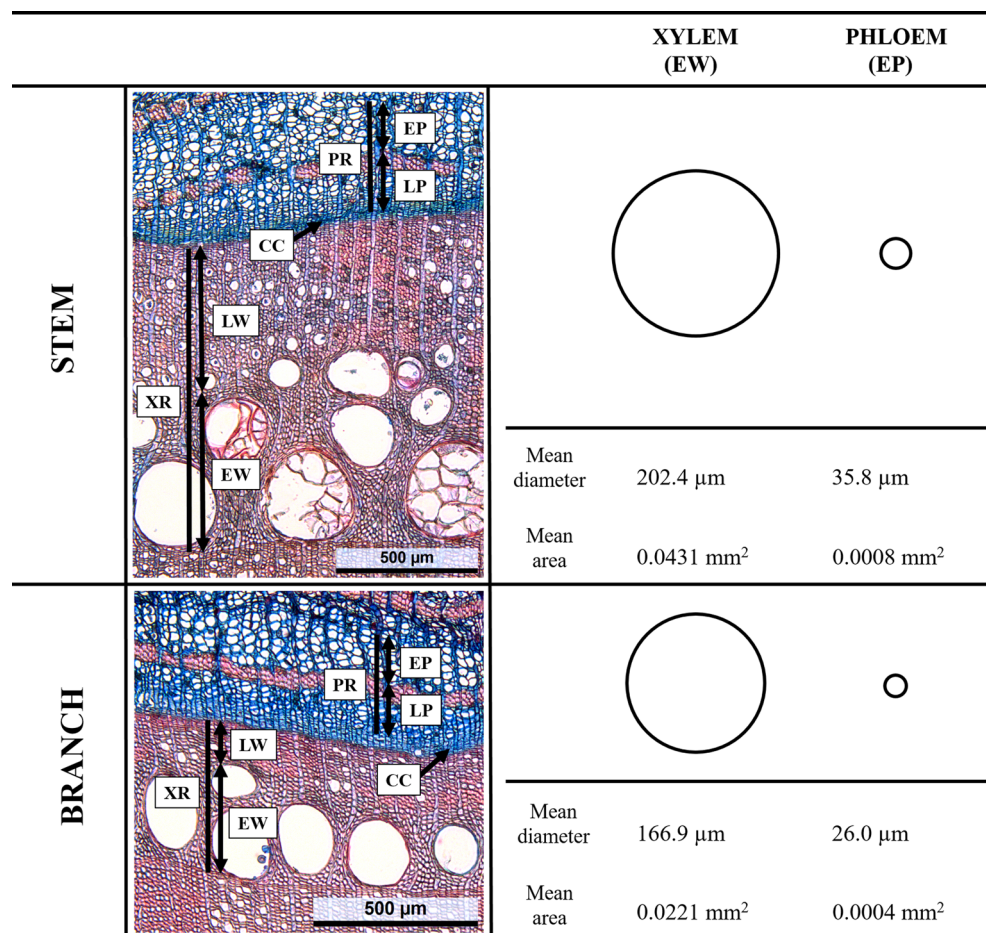 XYLEM
(EW)
PHLOEM
(EP)
STEM
EP
PR
LP
CC
LW
XR
EW
500 µm
Mean
diameter
202.4 µm
35.8 µm
Mean
area
0.0431 mm²
0.0008 mm²
BRANCH
EP
PR
LP
LW
CC
XR
EW
500 µm
Mean
diameter
166.9 µm
26.0 µm
Mean
area
0.0221 mm²
0.0004 mm²